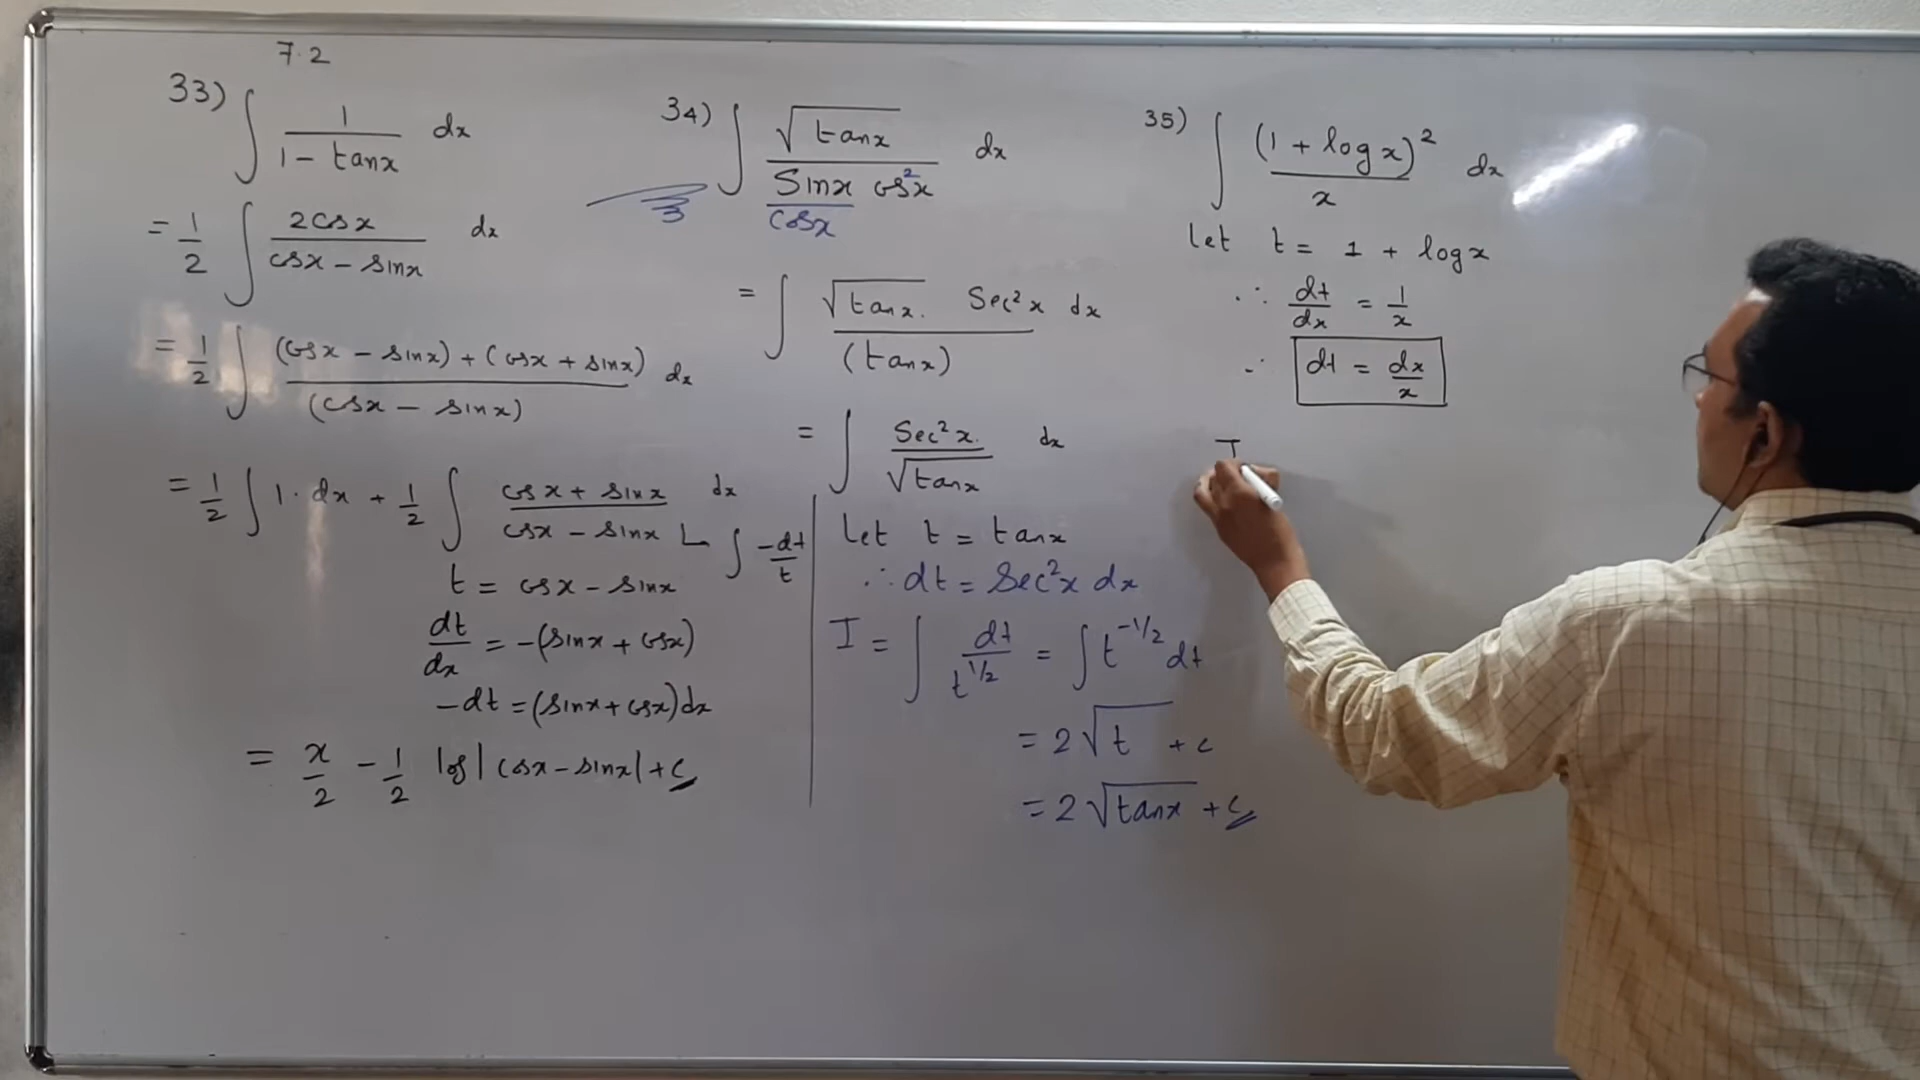 7.2
33) ∫ 1/(1 - tanx) dx
= 1/2 ∫ 2cosx/(cosx - sinx) dx
= 1/2 ∫ ((cosx - sinx) + (cosx + sinx))/(cosx - sinx) dx
= 1/2 ∫ 1. dx + 1/2 ∫ (cosx + sinx)/(cosx - sinx) dx
∫ -dt/t
t = cosx - sinx
dt/dx = -(sinx + cosx)
-dt = (sinx + cosx)dx
= x/2 - 1/2 log|cosx - sinx| + c
34) ∫ √tanx / (Sinx/cosx cos²x) dx
= ∫ √tanx. Sec²x dx / (tanx)
= ∫ Sec²x. / √tanx dx
Let t = tanx
∴ dt = Sec²x dx
I = ∫ dt/t^1/2 = ∫ t^-1/2 dt
= 2√t + c
= 2√tanx + c
35) ∫ (1 + logx)²/x dx
Let t = 1 + logx
∴ dt/dx = 1/x
∴ dt = dx/x
I